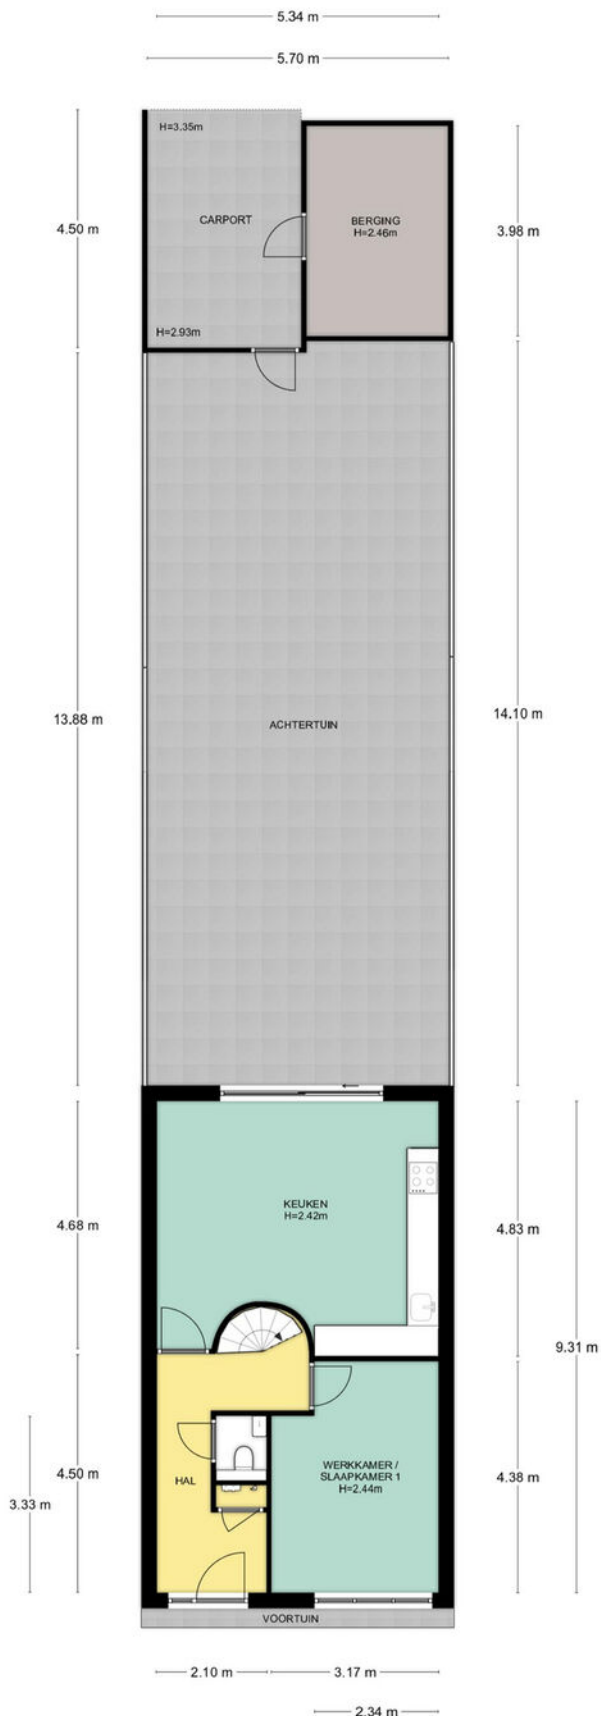 5.34 m
5.70 m
H=3.35m
CARPORT
BERGING
H=2.46m
4.50 m
3.98 m
H=2.93m
ACHTERTUIN
13.88 m
14.10 m
KEUKEN
H=2.42m
4.68 m
4.83 m
9.31 m
WERKKAMER /
SLAAPKAMER 1
H=2.44m
HAL
4.50 m
4.38 m
3.33 m
VOORTUIN
2.10 m
3.17 m
2.34 m